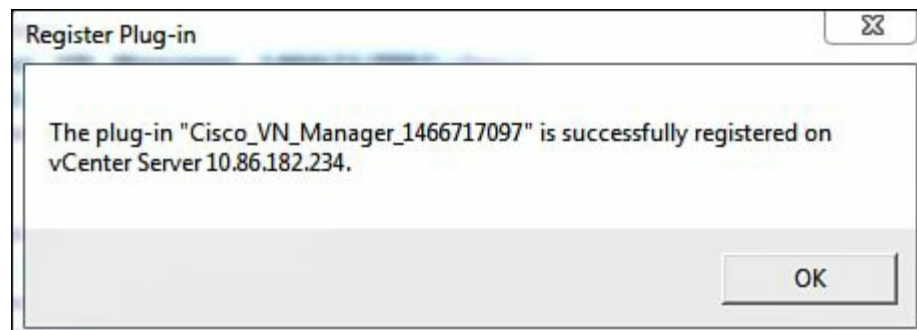 Register Plug-in
The plug-in "Cisco_VN_Manager_1466717097" is successfully registered on
vCenter Server 10.86.182.234.
OK